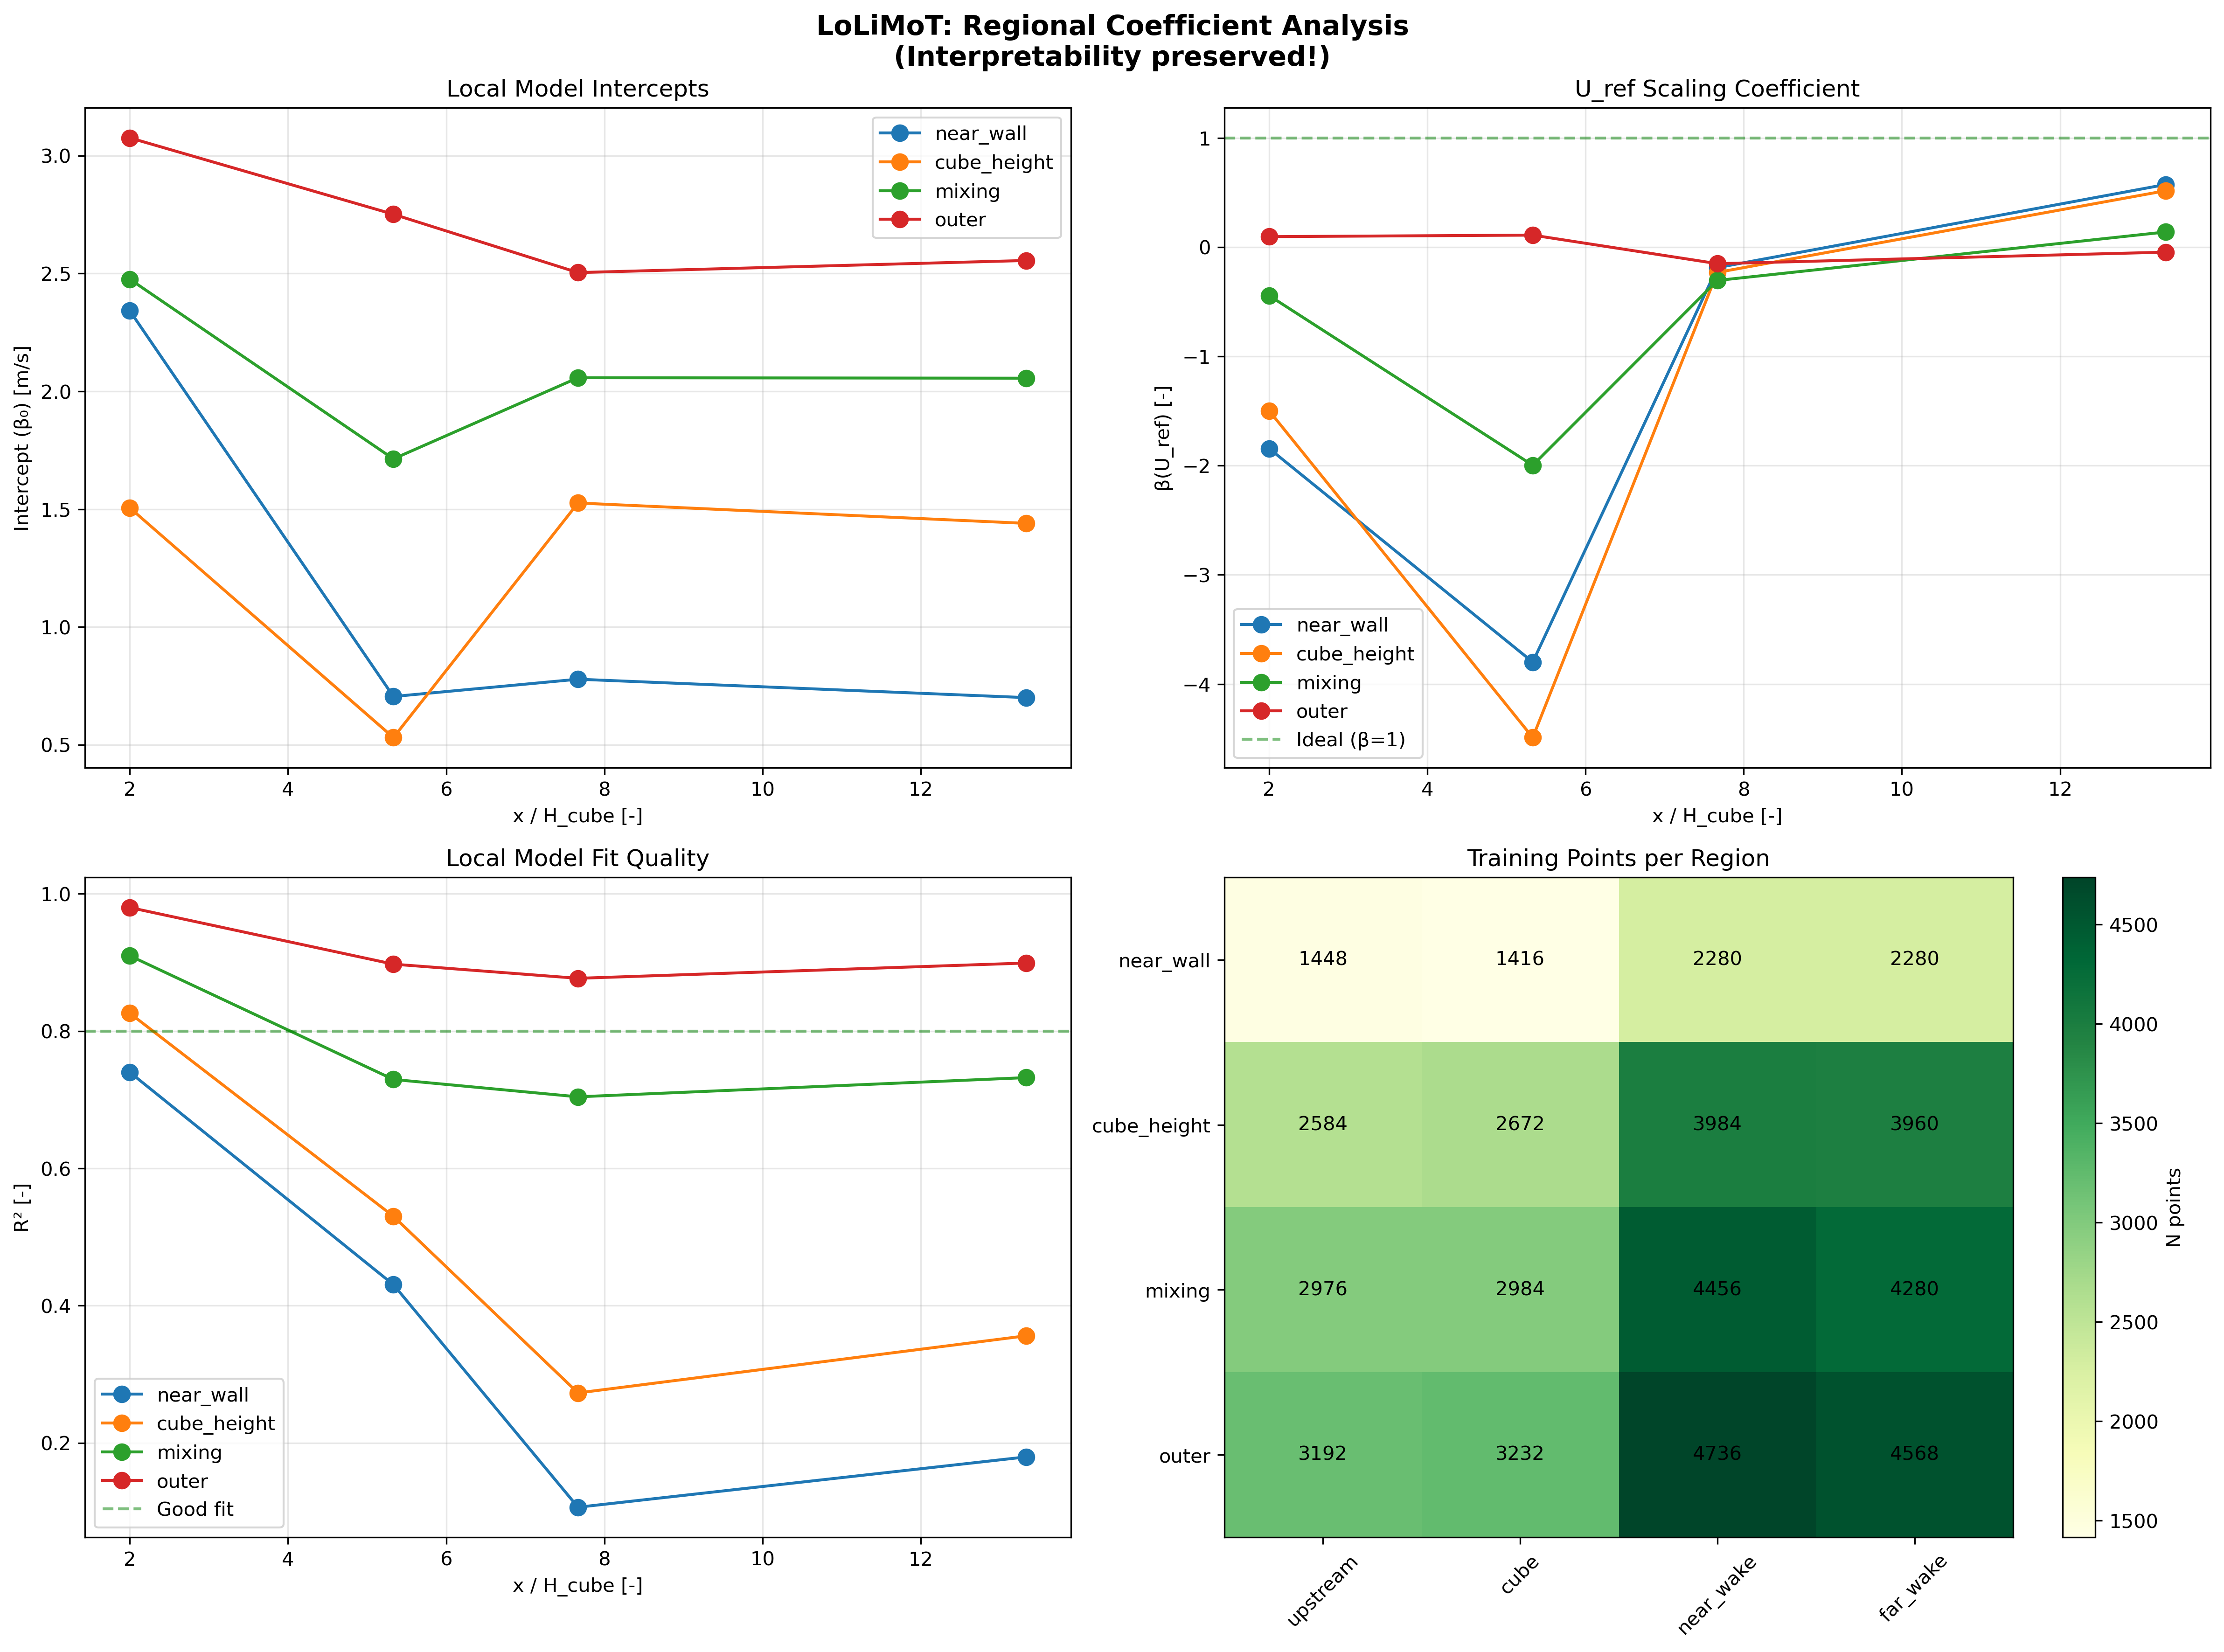 LoLiMoT: Regional Coefficient Analysis
(Interpretability preserved!)
Local Model Intercepts
Intercept (β₀) [m/s]
3.0
2.5
2.0
1.5
1.0
0.5
near_wall
cube_height
mixing
outer
2 4 6 8 10 12
x / H_cube [-]
U_ref Scaling Coefficient
β(U_ref) [-]
1
0
−1
−2
−3
−4
near_wall
cube_height
mixing
outer
Ideal (β=1)
2 4 6 8 10 12
x / H_cube [-]
Local Model Fit Quality
R² [-]
1.0
0.8
0.6
0.4
0.2
near_wall
cube_height
mixing
outer
Good fit
2 4 6 8 10 12
x / H_cube [-]
Training Points per Region
near_wall 1448 1416 2280 2280
cube_height 2584 2672 3984 3960
mixing 2976 2984 4456 4280
outer 3192 3232 4736 4568
upstream cube near_wake far_wake
4500
4000
3500
3000
2500
2000
1500
N points